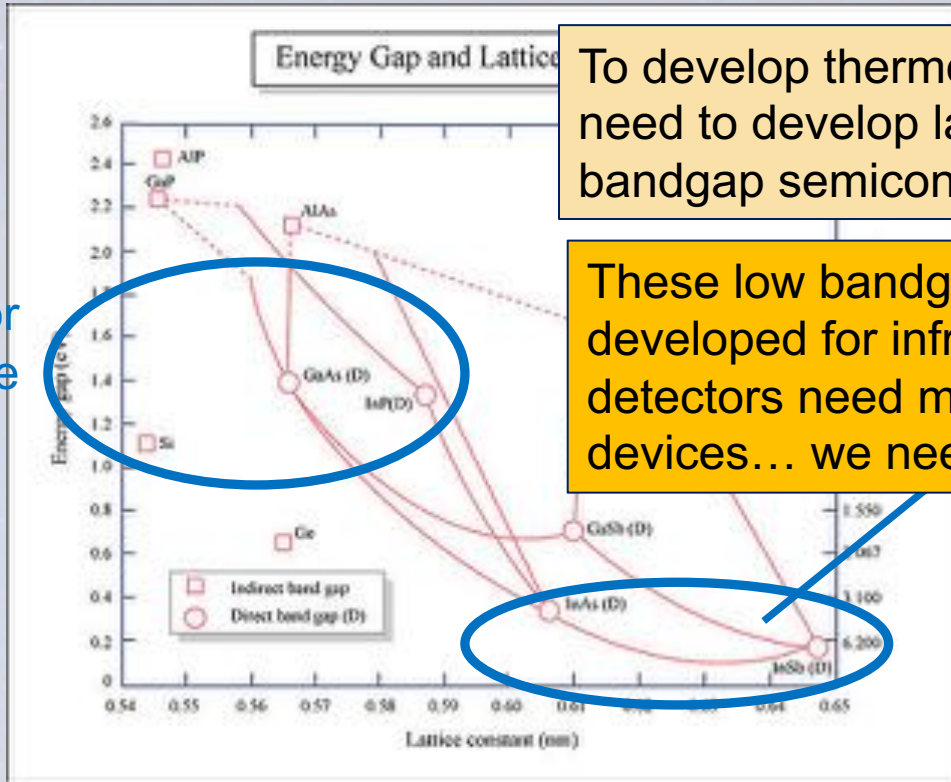 Energy Gap and Lattice
To develop therm
need to develop la
bandgap semicon
These low bandg
developed for infr
detectors need m
devices… we nee
or
e
2.6
2.4
2.2
2.0
1.6
1.4
1.2
1.0
0.8
0.6
0.4
0.2
0
Energy gap (eV)
AlP
GaP
AlAs
GaAs (D)
InP(D)
Si
Ge
GaSb (D)
InAs (D)
InSb (D)
Indirect band gap
Direct band gap (D)
1.550
3.100
6.200
0.54 0.55 0.56 0.57 0.58 0.59 0.60 0.61 0.64 0.65
Lattice constant (nm)